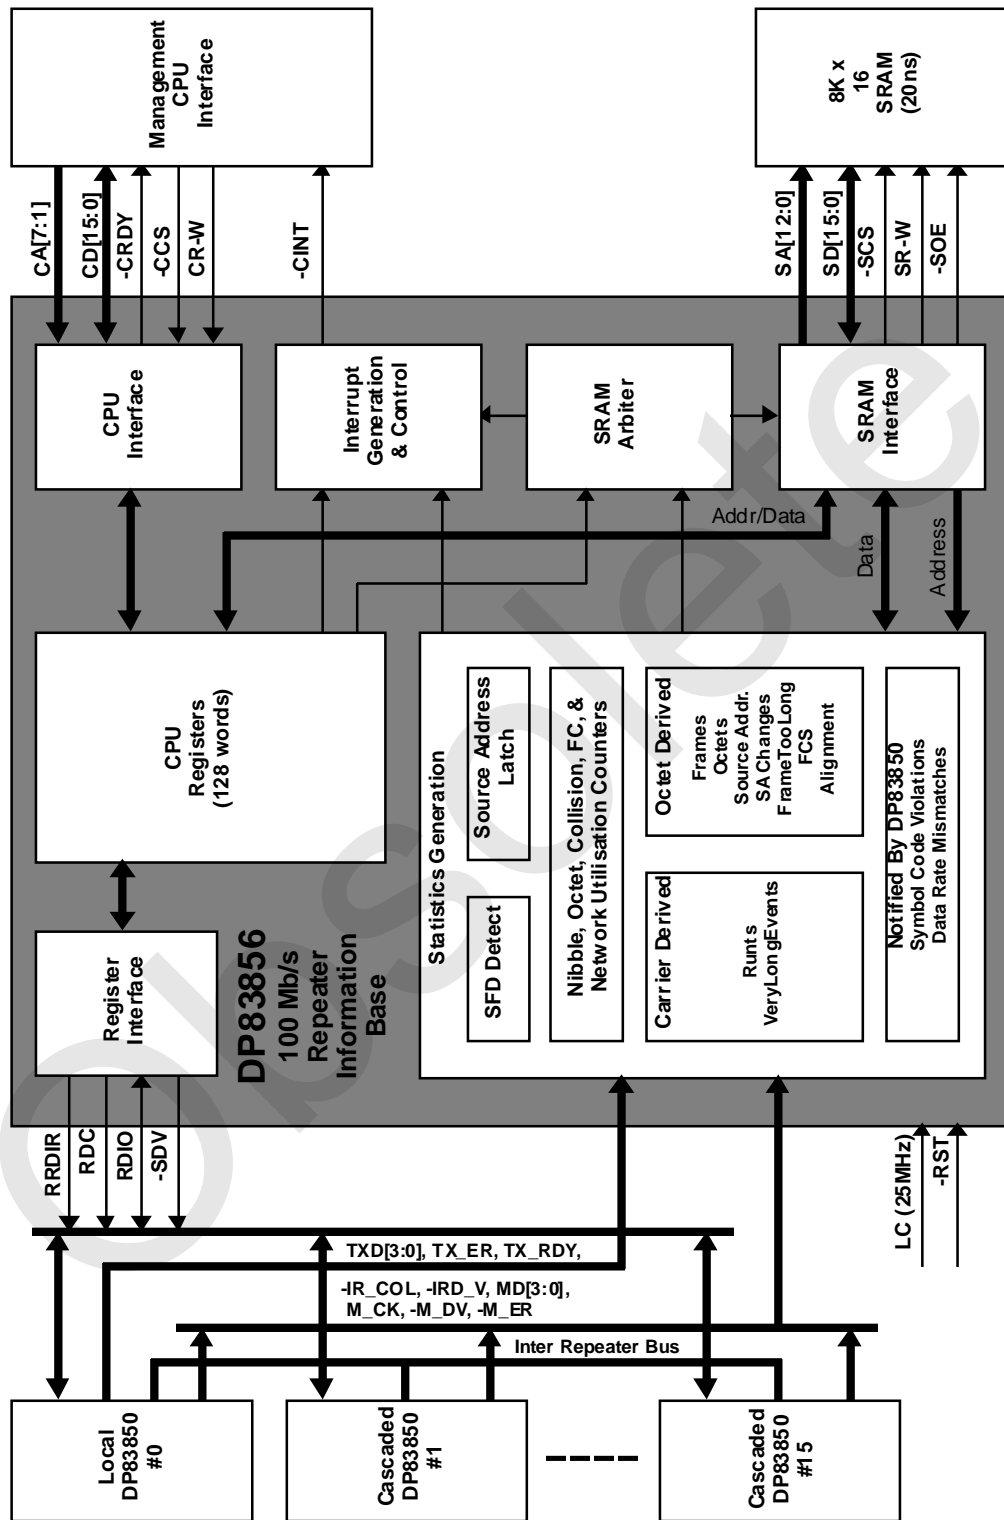 Management
CPU
Interface
8K x
16
SRAM
(20ns)
CA[7:1]
CD[15:0]
-CRDY
-CCS
CR-W
-CINT
SA[12:0]
SD[15:0]
-SCS
SR-W
-SOE
CPU
Interface
Interrupt
Generation
& Control
SRAM
Arbiter
SRAM
Interface
Addr/Data
Data
Address
CPU
Registers
(128 words)
Statistics Generation
Source Address
Latch
SFD Detect
Nibble, Octet, Collision, FC, &
Network Utilisation Counters
Octet Derived
Frames
Octets
Source Addr.
SA Changes
FrameTooLong
FCS
Alignment
Carrier Derived
Runts
VeryLongEvents
Notified By DP83850
Symbol Code Violations
Data Rate Mismatches
Register
Interface
DP83856
100 Mb/s
Repeater
Information
Base
RRDIR
RDC
RDIO
-SDV
LC (25MHz)
-RST
TXD[3:0], TX_ER, TX_RDY,
-IR_COL, -IRD_V, MD[3:0],
M_CK, -M_DV, -M_ER
Inter Repeater Bus
Local
DP83850
#0
Cascaded
DP83850
#1
Cascaded
DP83850
#15
Obsolete